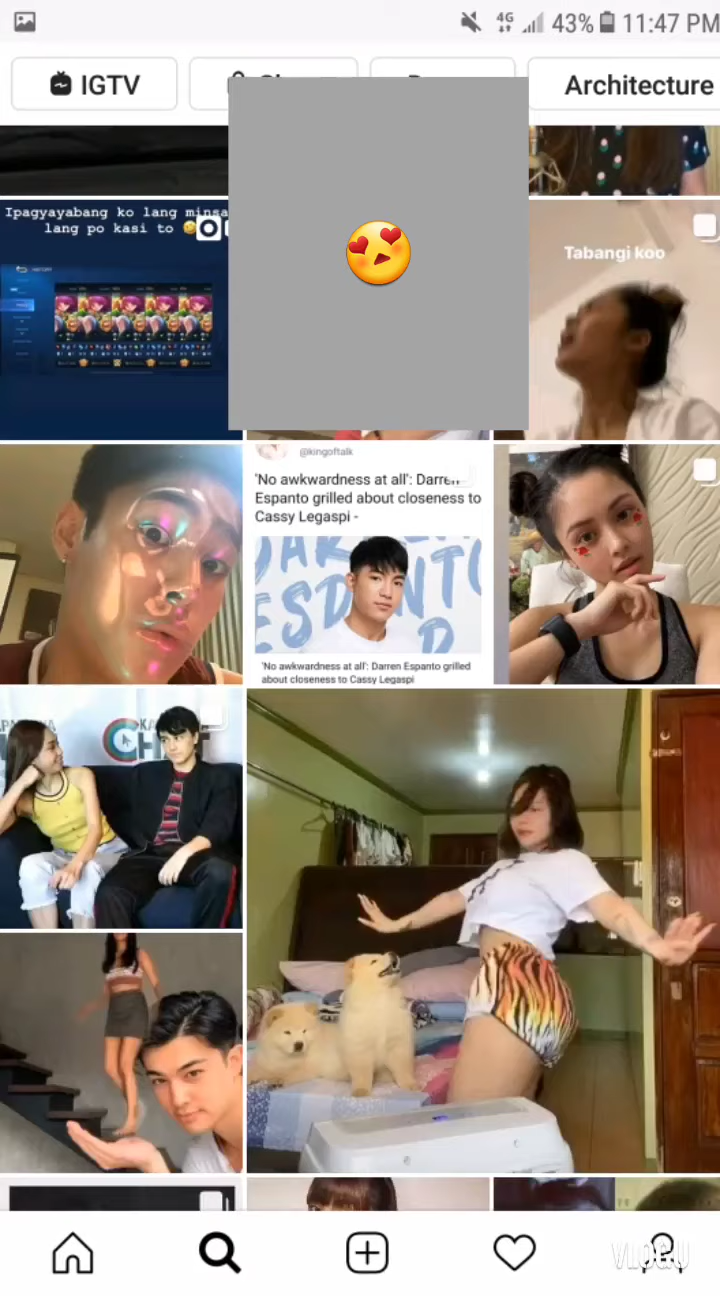 4G 43% 11:47 PM
IGTV
Architecture
Ipagyayabang ko lang minsa
lang po kasi to
Tabangi koo
@kingoftalk
'No awkwardness at all': Darren
Espanto grilled about closeness to
Cassy Legaspi -
'No awkwardness at all': Darren Espanto grilled
about closeness to Cassy Legaspi
VLOGU